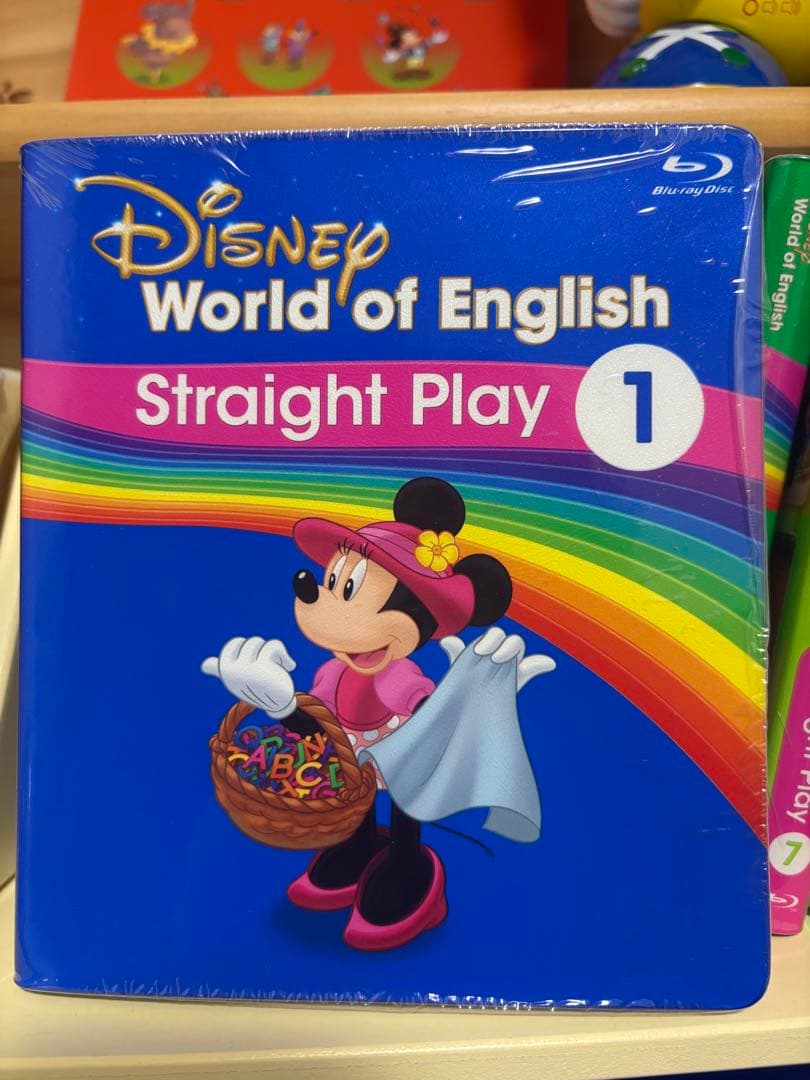 Blu-ray Disc
Disney
World of English
Straight Play 1
ABC
World of English
Play
7